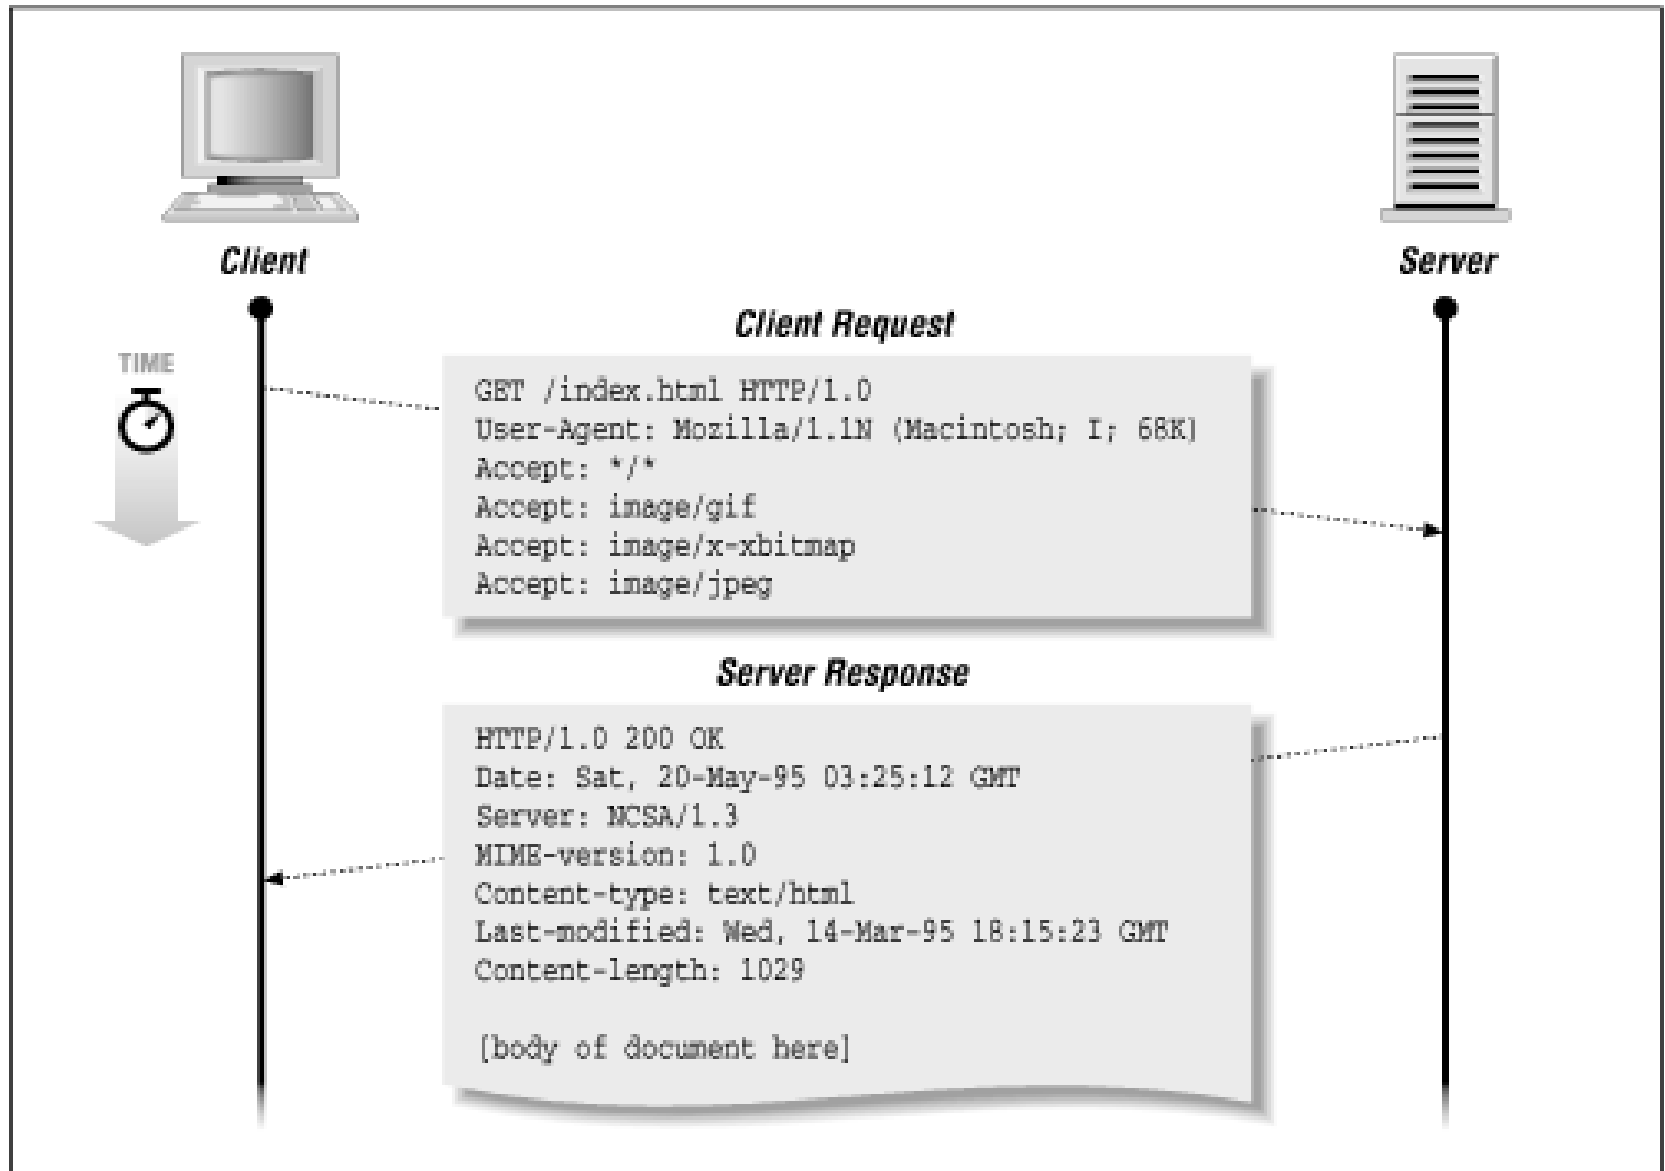 Client
Server
TIME
Client Request
GET /index.html HTTP/1.0
User-Agent: Mozilla/1.1N (Macintosh; I; 68K)
Accept: */*
Accept: image/gif
Accept: image/x-xbitmap
Accept: image/jpeg
Server Response
HTTP/1.0 200 OK
Date: Sat, 20-May-95 03:25:12 GMT
Server: NCSA/1.3
MIME-version: 1.0
Content-type: text/html
Last-modified: Wed, 14-Mar-95 18:15:23 GMT
Content-length: 1029
[body of document here]